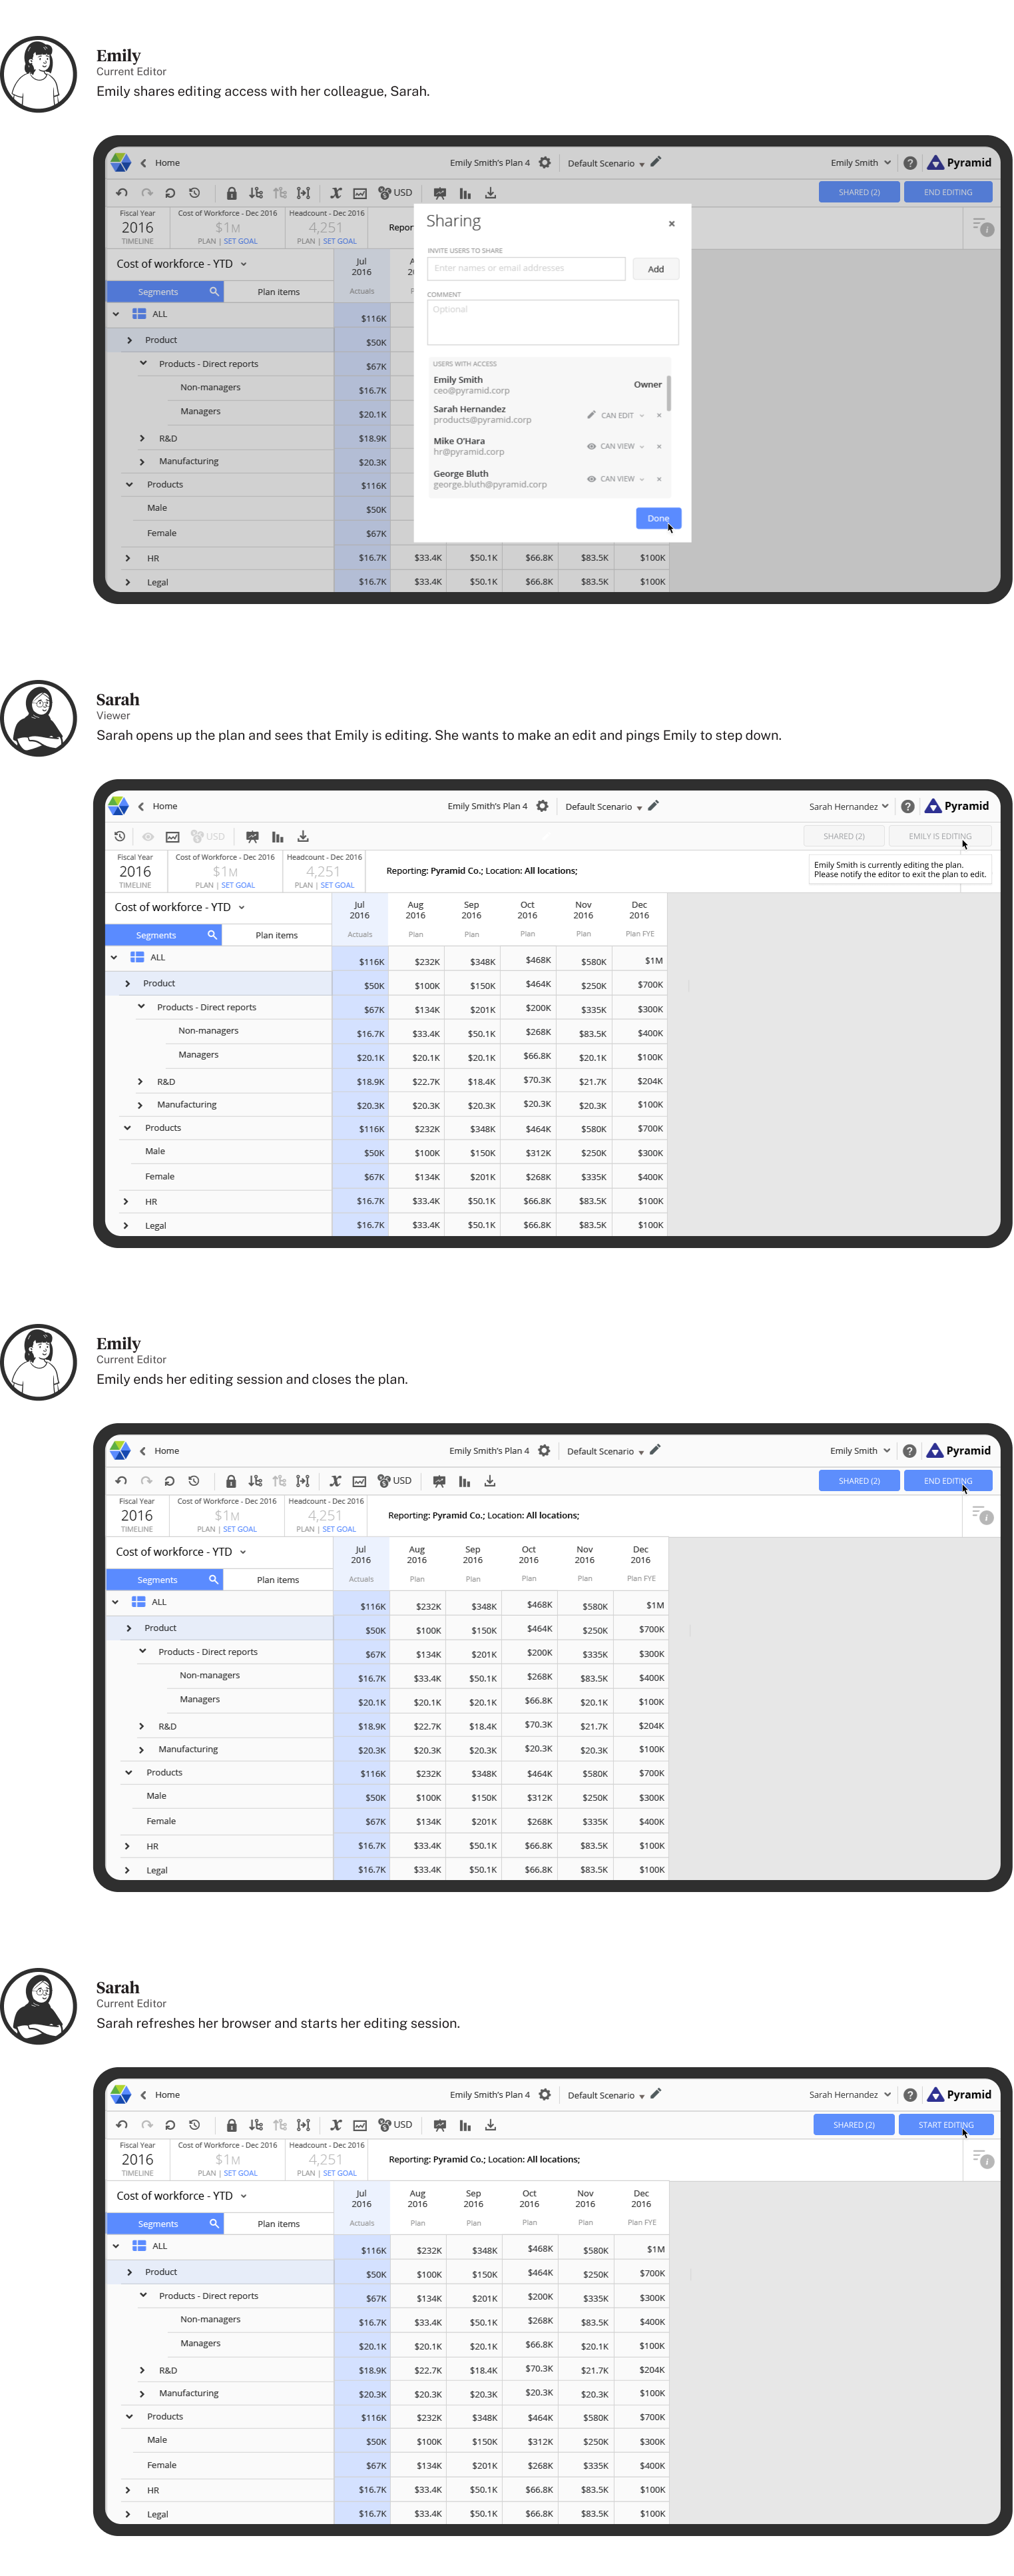 Emily
Current Editor
Emily shares editing access with her colleague, Sarah.
Home
Emily Smith's Plan 4
Default Scenario
Emily Smith
Pyramid
USD
SHARED (2)
END EDITING
Fiscal Year
2016
TIMELINE
Cost of Workforce - Dec 2016
$1M
PLAN | SET GOAL
Headcount - Dec 2016
4,251
PLAN | SET GOAL
Repor
Cost of workforce - YTD
Segments
Plan items
Jul
2016
Actuals
A
2
P
Sharing
INVITE USERS TO SHARE
Enter names or email addresses
Add
COMMENT
Optional
USERS WITH ACCESS
Emily Smith
ceo@pyramid.corp
Owner
Sarah Hernandez
products@pyramid.corp
CAN EDIT
Mike O'Hara
hr@pyramid.corp
CAN VIEW
George Bluth
george.bluth@pyramid.corp
CAN VIEW
Done
ALL $116K
Product $50K
Products - Direct reports $67K
Non-managers $16.7K
Managers $20.1K
R&D $18.9K
Manufacturing $20.3K
Products $116K
Male $50K
Female $67K
HR $16.7K $33.4K $50.1K $66.8K $83.5K $100K
Legal $16.7K $33.4K $50.1K $66.8K $83.5K $100K
Sarah
Viewer
Sarah opens up the plan and sees that Emily is editing. She wants to make an edit and pings Emily to step down.
Home
Emily Smith's Plan 4
Default Scenario
Sarah Hernandez
Pyramid
USD
SHARED (2)
EMILY IS EDITING
Emily Smith is currently editing the plan.
Please notify the editor to exit the plan to edit.
Fiscal Year
2016
TIMELINE
Cost of Workforce - Dec 2016
$1M
PLAN | SET GOAL
Headcount - Dec 2016
4,251
PLAN | SET GOAL
Reporting: Pyramid Co.; Location: All locations;
Cost of workforce - YTD
Segments
Plan items
Jul Aug Sep Oct Nov Dec
2016 2016 2016 2016 2016 2016
Actuals Plan Plan Plan Plan Plan FYE
ALL $116K $232K $348K $468K $580K $1M
Product $50K $100K $150K $464K $250K $700K
Products - Direct reports $67K $134K $201K $200K $335K $300K
Non-managers $16.7K $33.4K $50.1K $268K $83.5K $400K
Managers $20.1K $20.1K $20.1K $66.8K $20.1K $100K
R&D $18.9K $22.7K $18.4K $70.3K $21.7K $204K
Manufacturing $20.3K $20.3K $20.3K $20.3K $20.3K $100K
Products $116K $232K $348K $464K $580K $700K
Male $50K $100K $150K $312K $250K $300K
Female $67K $134K $201K $268K $335K $400K
HR $16.7K $33.4K $50.1K $66.8K $83.5K $100K
Legal $16.7K $33.4K $50.1K $66.8K $83.5K $100K
Emily
Current Editor
Emily ends her editing session and closes the plan.
Home
Emily Smith's Plan 4
Default Scenario
Emily Smith
Pyramid
USD
SHARED (2)
END EDITING
Fiscal Year
2016
TIMELINE
Cost of Workforce - Dec 2016
$1M
PLAN | SET GOAL
Headcount - Dec 2016
4,251
PLAN | SET GOAL
Reporting: Pyramid Co.; Location: All locations;
Cost of workforce - YTD
Segments
Plan items
Jul Aug Sep Oct Nov Dec
2016 2016 2016 2016 2016 2016
Actuals Plan Plan Plan Plan Plan FYE
ALL $116K $232K $348K $468K $580K $1M
Product $50K $100K $150K $464K $250K $700K
Products - Direct reports $67K $134K $201K $200K $335K $300K
Non-managers $16.7K $33.4K $50.1K $268K $83.5K $400K
Managers $20.1K $20.1K $20.1K $66.8K $20.1K $100K
R&D $18.9K $22.7K $18.4K $70.3K $21.7K $204K
Manufacturing $20.3K $20.3K $20.3K $20.3K $20.3K $100K
Products $116K $232K $348K $464K $580K $700K
Male $50K $100K $150K $312K $250K $300K
Female $67K $134K $201K $268K $335K $400K
HR $16.7K $33.4K $50.1K $66.8K $83.5K $100K
Legal $16.7K $33.4K $50.1K $66.8K $83.5K $100K
Sarah
Current Editor
Sarah refreshes her browser and starts her editing session.
Home
Emily Smith's Plan 4
Default Scenario
Sarah Hernandez
Pyramid
USD
SHARED (2)
START EDITING
Fiscal Year
2016
TIMELINE
Cost of Workforce - Dec 2016
$1M
PLAN | SET GOAL
Headcount - Dec 2016
4,251
PLAN | SET GOAL
Reporting: Pyramid Co.; Location: All locations;
Cost of workforce - YTD
Segments
Plan items
Jul Aug Sep Oct Nov Dec
2016 2016 2016 2016 2016 2016
Actuals Plan Plan Plan Plan Plan FYE
ALL $116K $232K $348K $468K $580K $1M
Product $50K $100K $150K $464K $250K $700K
Products - Direct reports $67K $134K $201K $200K $335K $300K
Non-managers $16.7K $33.4K $50.1K $268K $83.5K $400K
Managers $20.1K $20.1K $20.1K $66.8K $20.1K $100K
R&D $18.9K $22.7K $18.4K $70.3K $21.7K $204K
Manufacturing $20.3K $20.3K $20.3K $20.3K $20.3K $100K
Products $116K $232K $348K $464K $580K $700K
Male $50K $100K $150K $312K $250K $300K
Female $67K $134K $201K $268K $335K $400K
HR $16.7K $33.4K $50.1K $66.8K $83.5K $100K
Legal $16.7K $33.4K $50.1K $66.8K $83.5K $100K